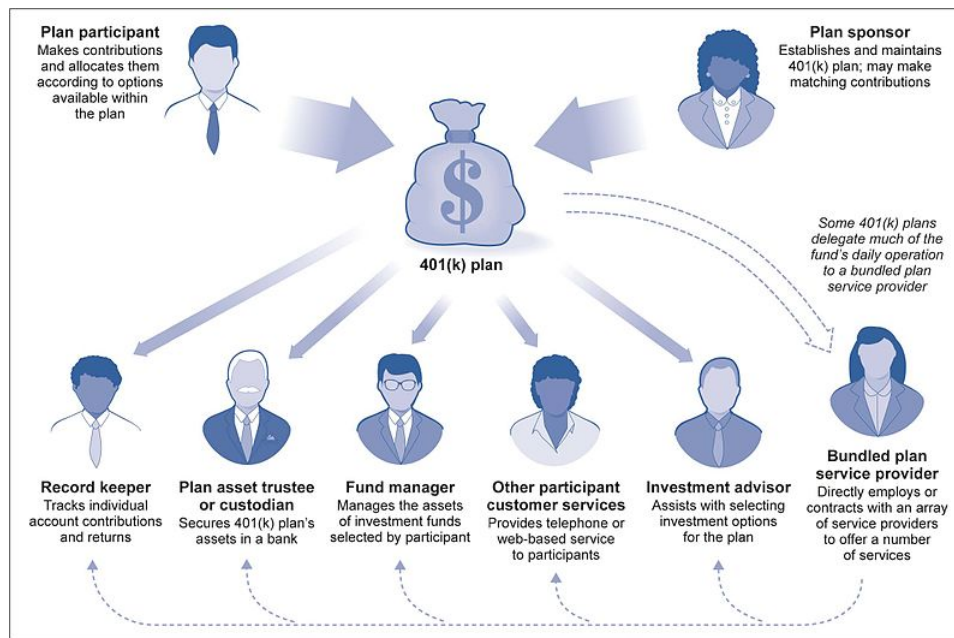 Plan participant
Makes contributions
and allocates them
according to options
available within
the plan
Plan sponsor
Establishes and maintains
401(k) plan; may make
matching contributions
$
401(k) plan
Some 401(k) plans
delegate much of the
fund's daily operation
to a bundled plan
service provider
Record keeper
Tracks individual
account contributions
and returns
Plan asset trustee
or custodian
Secures 401(k) plan's
assets in a bank
Fund manager
Manages the assets
of investment funds
selected by participant
Other participant
customer services
Provides telephone or
web-based service
to participants
Investment advisor
Assists with selecting
investment options
for the plan
Bundled plan
service provider
Directly employs or
contracts with an array
of service providers
to offer a number
of services